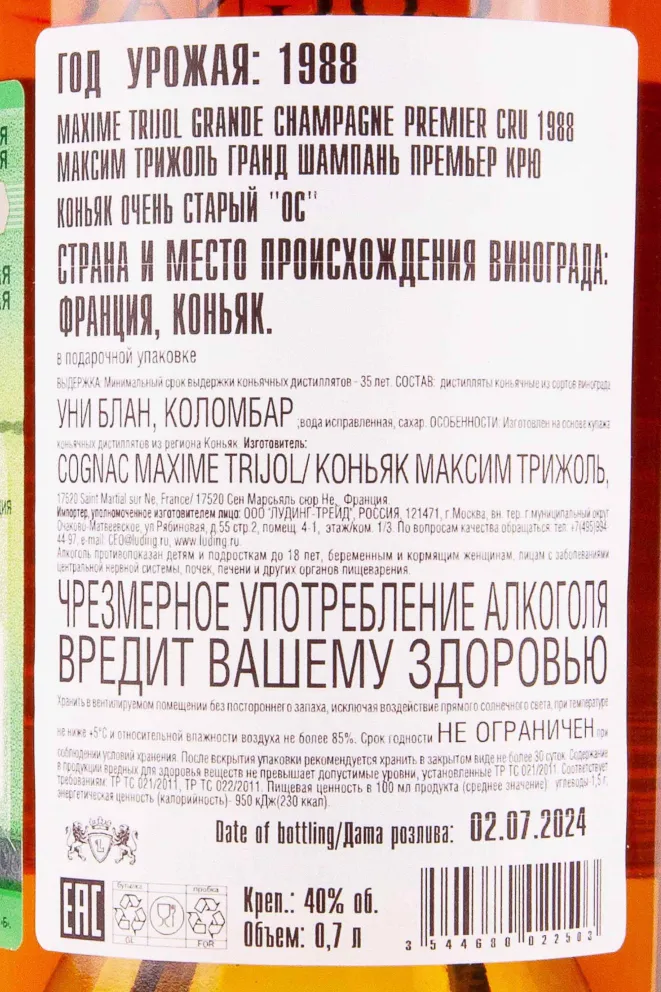 ГОД УРОЖАЯ: 1988
MAXIME TRIJOL GRANDE CHAMPAGNE PREMIER CRU 1988
МАКСИМ ТРИЖОЛЬ ГРАНД ШАМПАНЬ ПРЕМЬЕР КРЮ
КОНЬЯК ОЧЕНЬ СТАРЫЙ "ОС"
СТРАНА И МЕСТО ПРОИСХОЖДЕНИЯ ВИНОГРАДА:
ФРАНЦИЯ, КОНЬЯК.
в подарочной упаковке
ВЫДЕРЖКА: Минимальный срок выдержки коньячных дистиллятов - 35 лет. СОСТАВ: дистилляты коньячные из сортов винограда
УНИ БЛАН, КОЛОМБАР ;вода исправленная, сахар. ОСОБЕННОСТИ: Изготовлен на основе купажа
коньячных дистиллятов из региона Коньяк. Изготовитель:
COGNAC MAXIME TRIJOL/ КОНЬЯК МАКСИМ ТРИЖОЛЬ,
17520 Saint Martial sur Ne, France/ 17520 Сен Марсьяль сюр Не, Франция.
Импортер, уполномоченное изготовителем лицо: ООО "ЛУДИНГ-ТРЕЙД", РОССИЯ, 121471, г Москва, вн. тер. г муниципальный округ
Очаково-Матвеевское, ул Рябиновая, д.55 стр.2, помещ. 4-1, этаж/ком. 1/3. По вопросам качества обращаться: тел. +7(495)994
44-97, e-mail: CEO@luding.ru, www.luding.ru.
Алкоголь противопоказан детям и подросткам до 18 лет, беременным и кормящим женщинам, лицам с заболеваниями
центральной нервной системы, почек, печени и других органов пищеварения.
ЧРЕЗМЕРНОЕ УПОТРЕБЛЕНИЕ АЛКОГОЛЯ
ВРЕДИТ ВАШЕМУ ЗДОРОВЬЮ
Хранить в вентилируемом помещении без постороннего запаха, исключая воздействие прямого солнечного света, при температуре
не ниже +5°С и относительной влажности воздуха не более 85%. Срок годности НЕ ОГРАНИЧЕН при
соблюдении условий хранения. После вскрытия упаковки рекомендуется хранить в закрытом виде не более 30 суток. Содержание
в продукции вредных для здоровья веществ не превышает допустимые уровни, установленные ТР ТС 021/2011. Соответствует
требованиям: ТР ТС 021/2011, ТР ТС 022/2011. Пищевая ценность в 100 мл продукта (среднее значение): углеводы-1,5 г,
энергетическая ценность (калорийность)- 950 кДж(230 ккал).
Date of bottling/Дата розлива: 02.07.2024
L
EAC
бутылка
GL
пробка
FOR
Креп.: 40% об.
Объем: 0,7 л
3 544680 022503